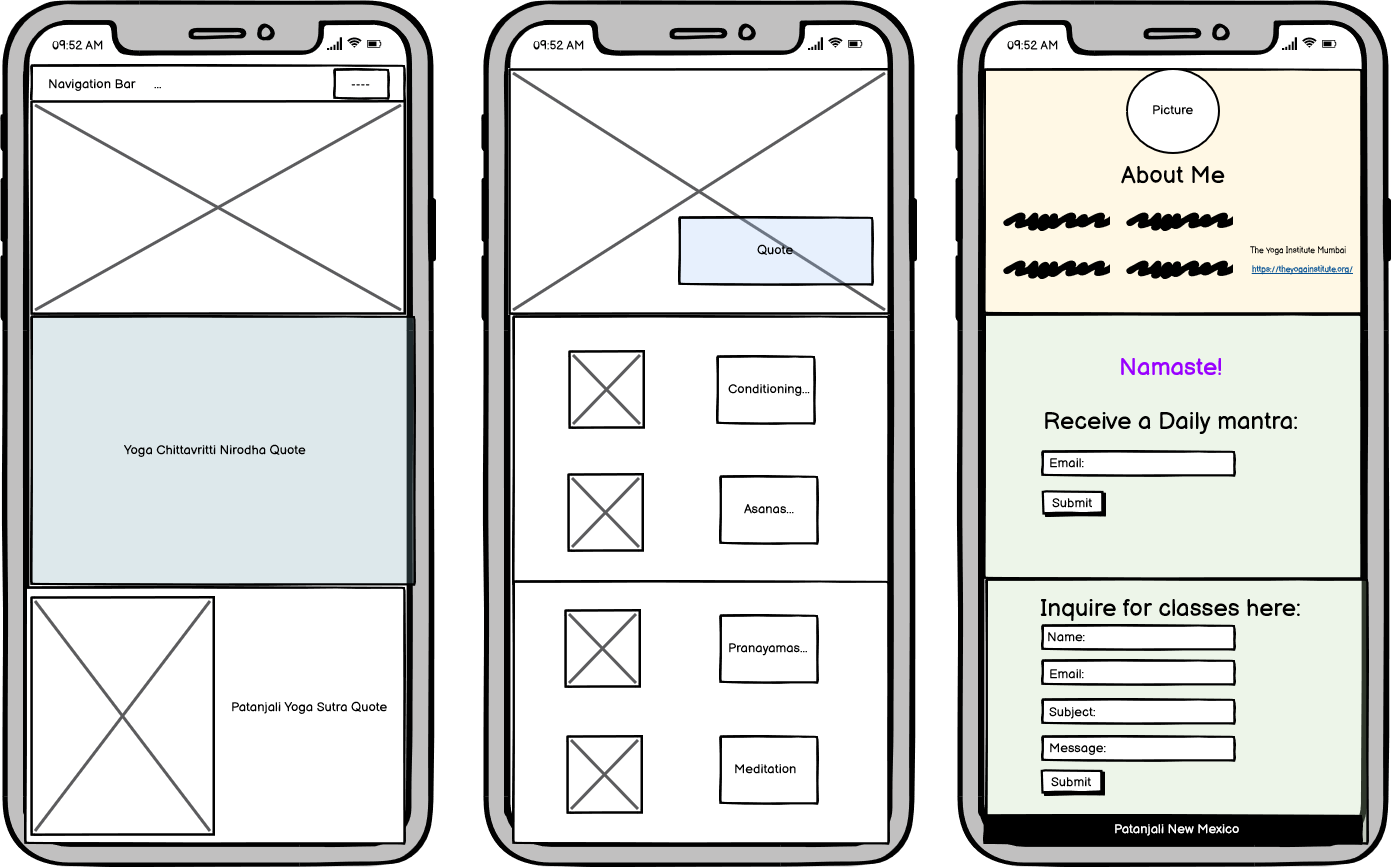 09:52 AM
Navigation Bar ...
----
Yoga Chittavritti Nirodha Quote
Patanjali Yoga Sutra Quote
09:52 AM
Quote
Conditioning...
Asanas...
Pranayamas...
Meditation
09:52 AM
Picture
About Me
The Yoga Institute Mumbai
https://theyogainstitute.org/
Namaste!
Receive a Daily mantra:
Email:
Submit
Inquire for classes here:
Name:
Email:
Subject:
Message:
Submit
Patanjali New Mexico